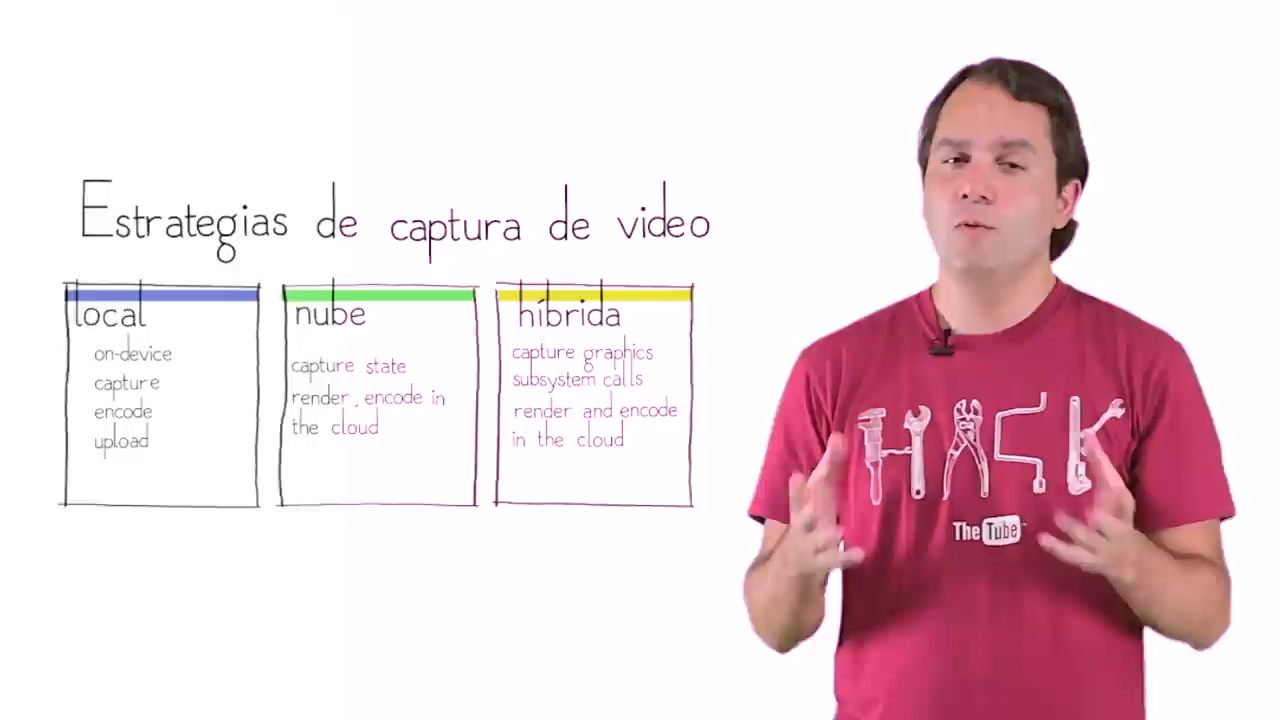 Estrategias de captura de video
local
on-device
capture
encode
upload
nube
capture state
render, encode in
the cloud
híbrida
capture graphics
subsystem calls
render and encode
in the cloud
HACK
The Tube™